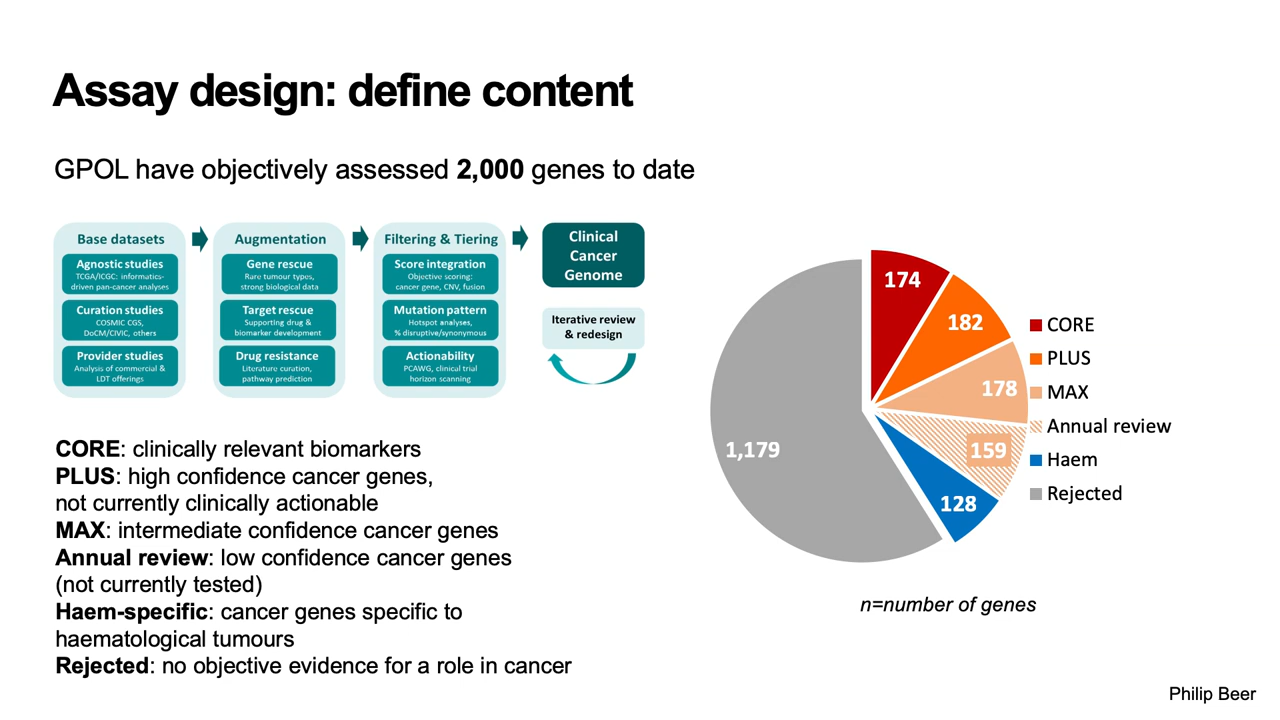 Assay design: define content
GPOL have objectively assessed 2,000 genes to date
Base datasets
Agnostic studies
TCGA/ICGC: informatics-
driven pan-cancer analyses
Curation studies
COSMIC CGS,
DoCM/CIVIC, others
Provider studies
Analysis of commercial &
LDT offerings
Augmentation
Gene rescue
Rare tumour types,
strong biological data
Target rescue
Supporting drug &
biomarker development
Drug resistance
Literature curation,
pathway prediction
Filtering & Tiering
Score integration
Objective scoring:
cancer gene, CNV, fusion
Mutation pattern
Hotspot analyses,
% disruptive/synonymous
Actionability
PCAWG, clinical trial
horizon scanning
Clinical
Cancer
Genome
Iterative review
& redesign
CORE: clinically relevant biomarkers
PLUS: high confidence cancer genes,
not currently clinically actionable
MAX: intermediate confidence cancer genes
Annual review: low confidence cancer genes
(not currently tested)
Haem-specific: cancer genes specific to
haematological tumours
Rejected: no objective evidence for a role in cancer
174
182
178
159
128
1,179
CORE
PLUS
MAX
Annual review
Haem
Rejected
n=number of genes
Philip Beer